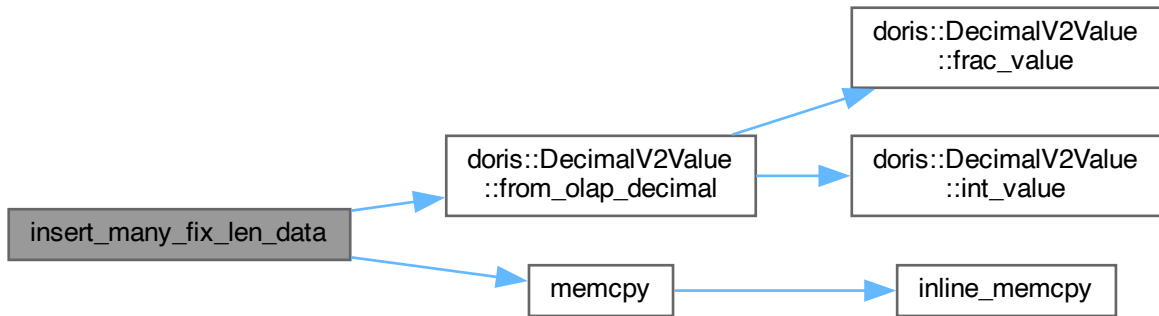 insert_many_fix_len_data
doris::DecimalV2Value
::from_olap_decimal
doris::DecimalV2Value
::frac_value
doris::DecimalV2Value
::int_value
memcpy
inline_memcpy